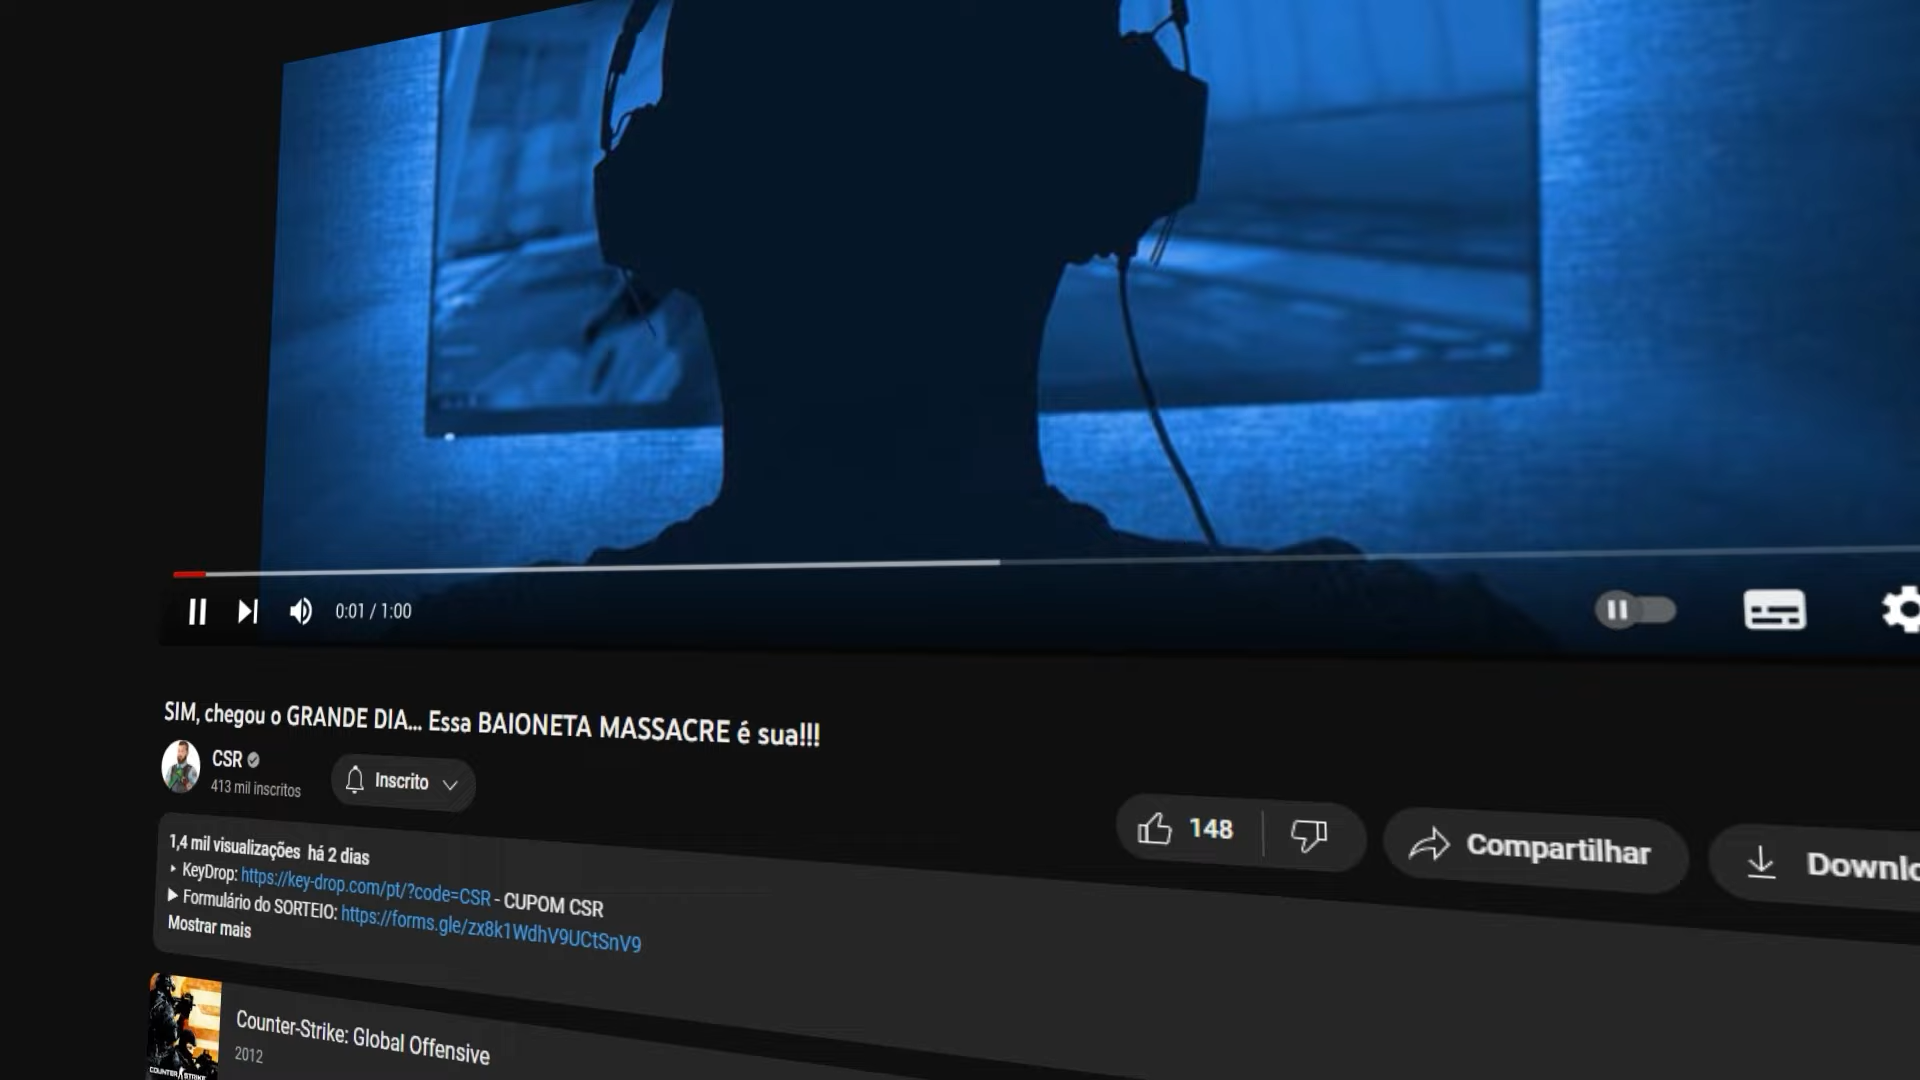 0:01 / 1:00
SIM, chegou o GRANDE DIA... Essa BAIONETA MASSACRE é sua!!!
CSR
413 mil inscritos
Inscrito
148
Compartilhar
Downlo
1,4 mil visualizações há 2 dias
‣ KeyDrop: https://key-drop.com/pt/?code=CSR - CUPOM CSR
▶ Formulário do SORTEIO: https://forms.gle/zx8k1WdhV9UCtSnV9
Mostrar mais
COUNTER STRIKE
Counter-Strike: Global Offensive
2012